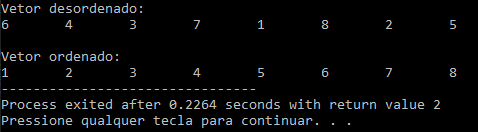 Vetor desordenado:
6 4 3 7 1 8 2 5
Vetor ordenado:
1 2 3 4 5 6 7 8
--------------------------------
Process exited after 0.2264 seconds with return value 2
Pressione qualquer tecla para continuar. . .